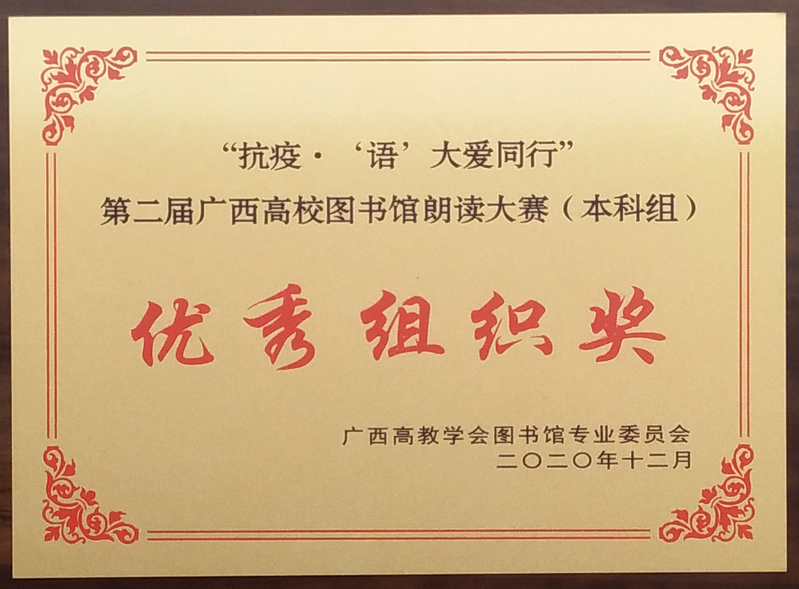 “抗疫·‘语’大爱同行”
第二届广西高校图书馆朗读大赛（本科组）
优秀组织奖
广西高教学会图书馆专业委员会
二〇二〇年十二月